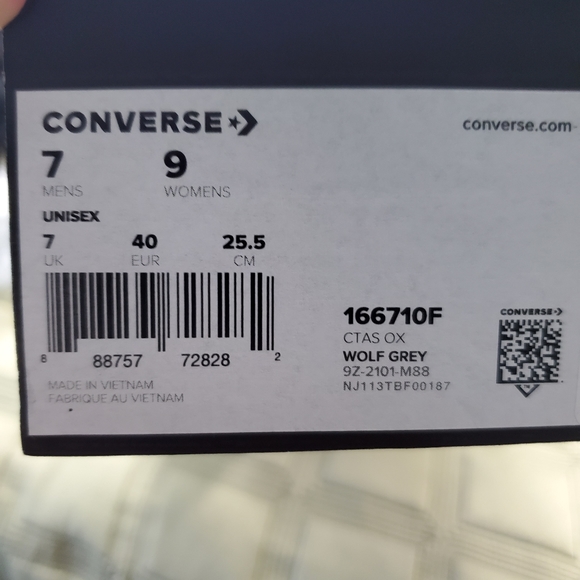 CONVERSE
converse.com
7 9
MENS WOMENS
UNISEX
7 40 25.5
UK EUR CM
8 88757 72828 2
MADE IN VIETNAM
FABRIQUE AU VIETNAM
166710F
CTAS OX
WOLF GREY
9Z-2101-M88
NJ113TBF00187
CONVERSE